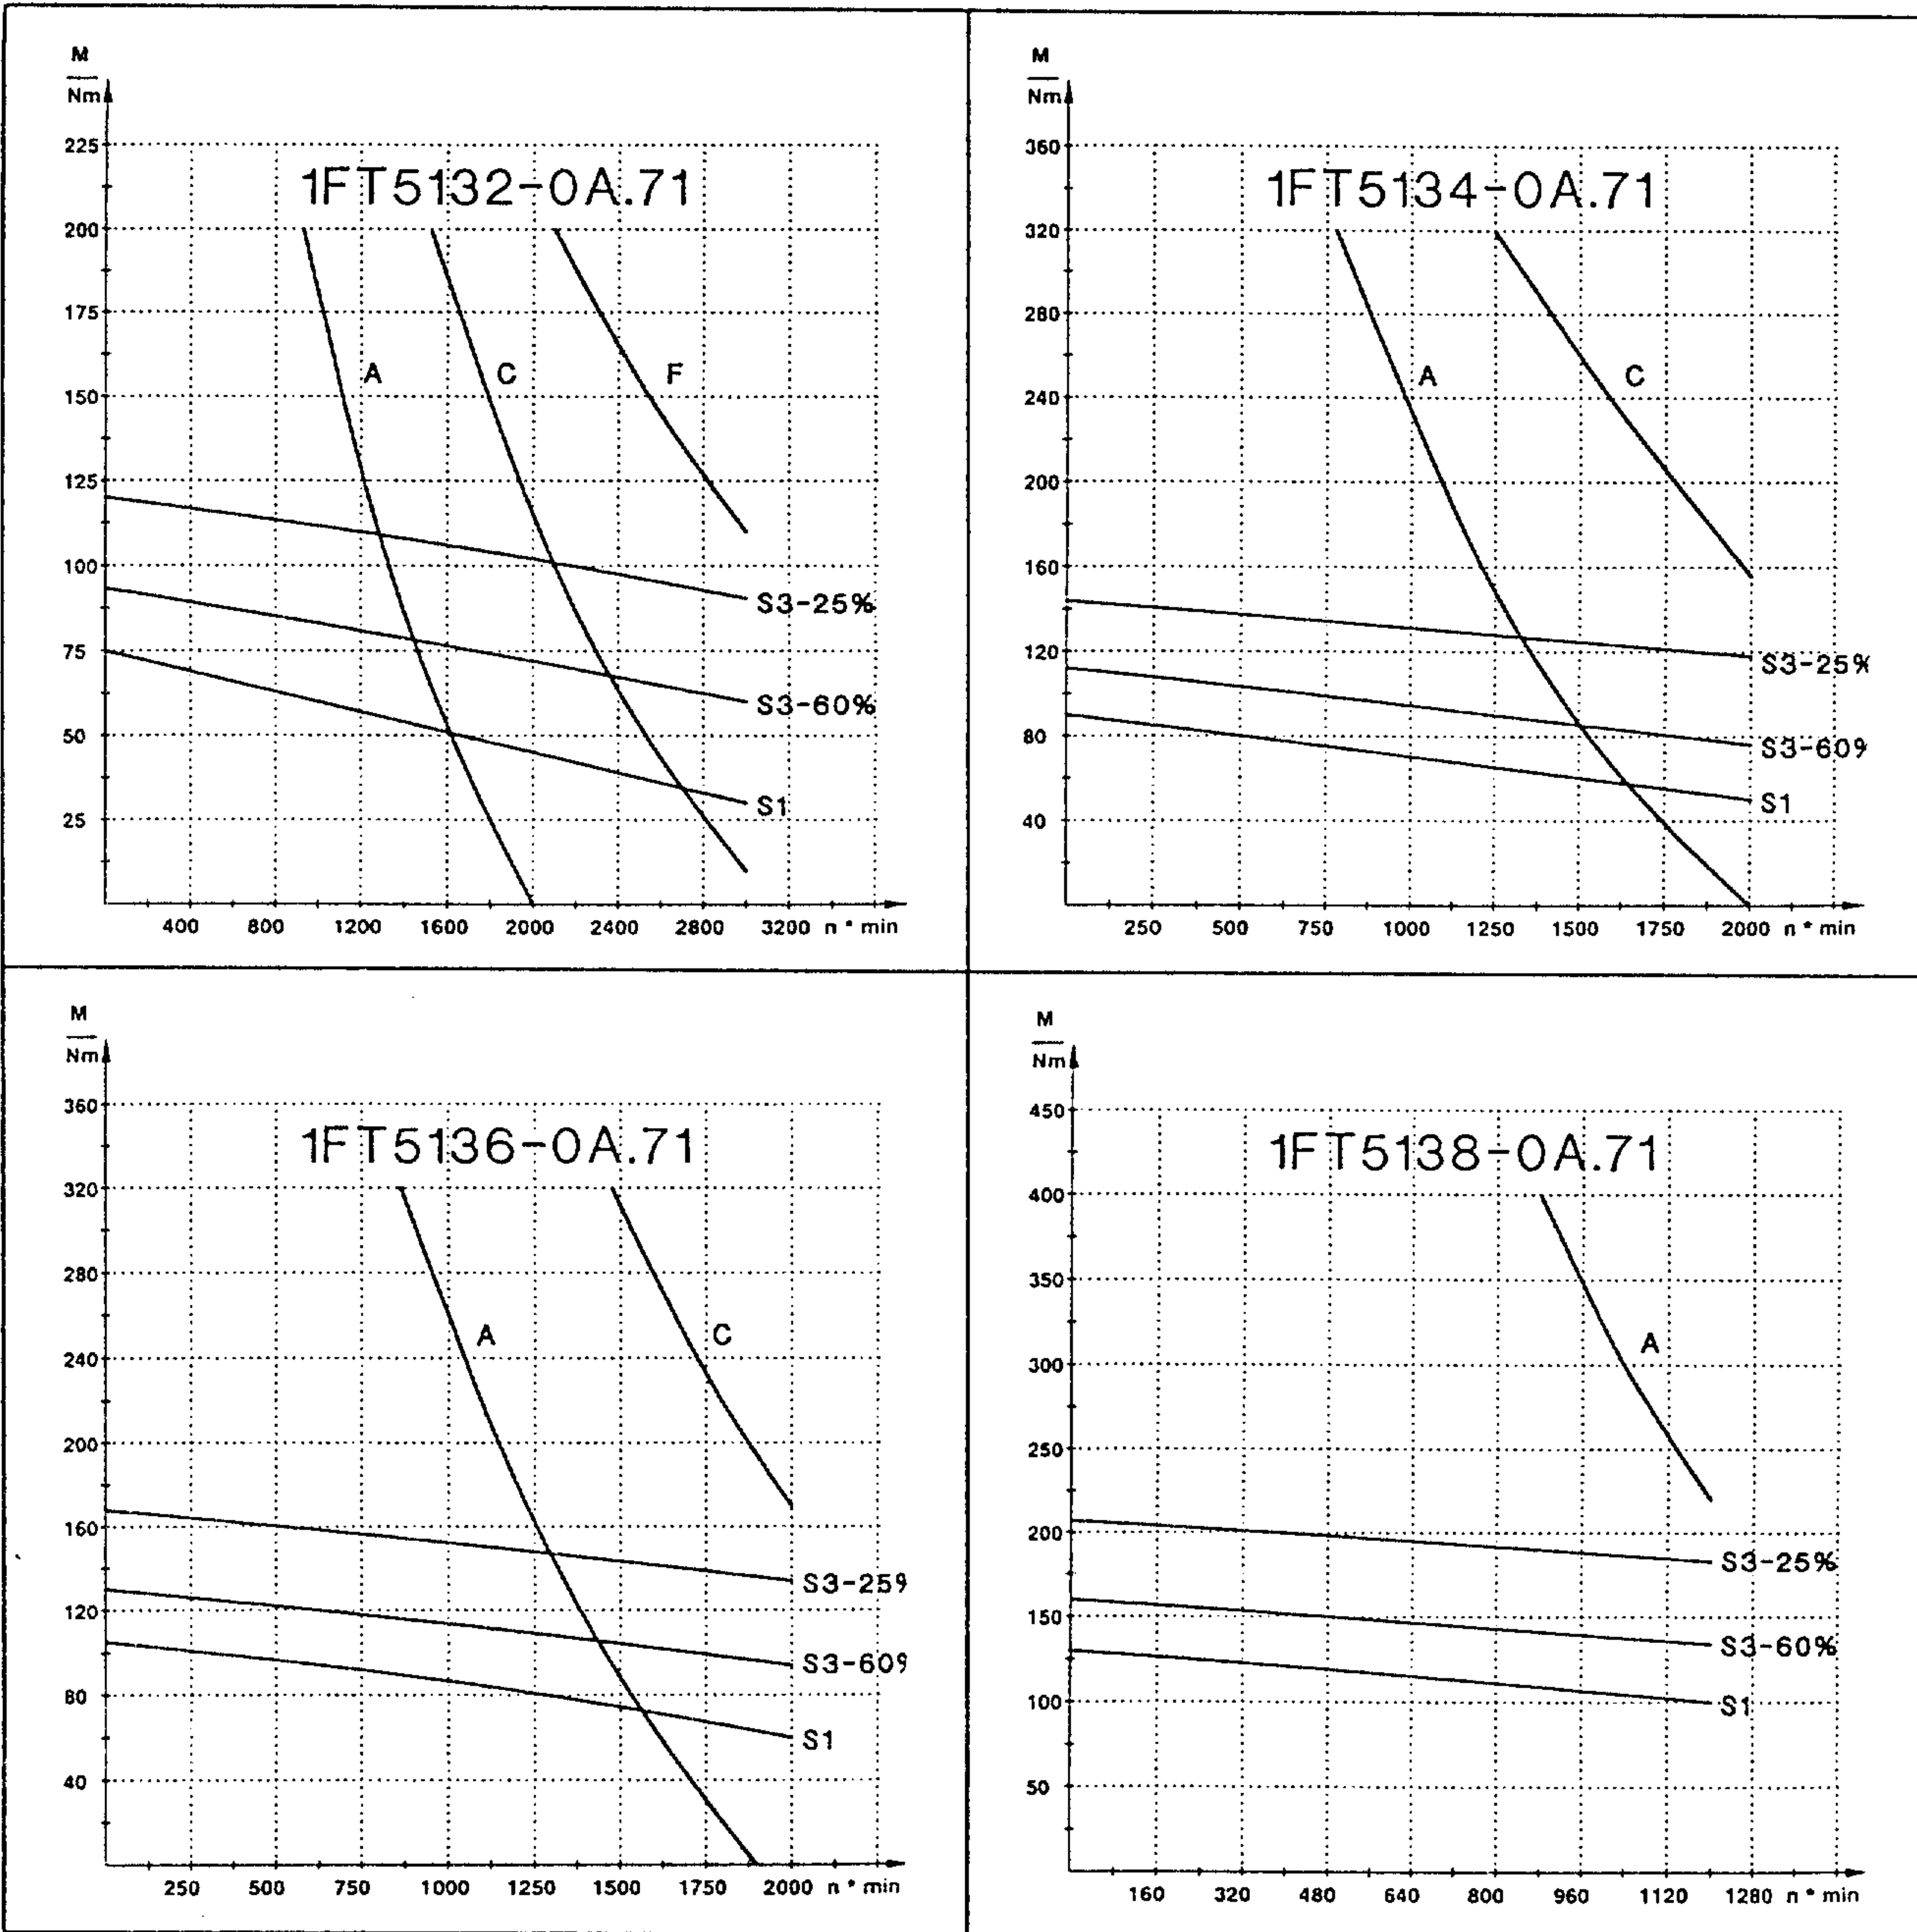 M
Nm
225
1FT5132-0A.71
200
175
A C F
150
125
100
S3-25%
75
S3-60%
50
S1
25
400 800 1200 1600 2000 2400 2800 3200 n * min
M
Nm
360
1FT5134-0A.71
320
280
A C
240
200
160
120
S3-25%
80
S3-60%
S1
40
250 500 750 1000 1250 1500 1750 2000 n * min
M
Nm
360
1FT5136-0A.71
320
280
A C
240
200
160
S3-25%
120
S3-60%
80
S1
40
250 500 750 1000 1250 1500 1750 2000 n * min
M
Nm
450
1FT5138-0A.71
400
350
A
300
250
200
S3-25%
150
S3-60%
100
S1
50
160 320 480 640 800 960 1120 1280 n * min